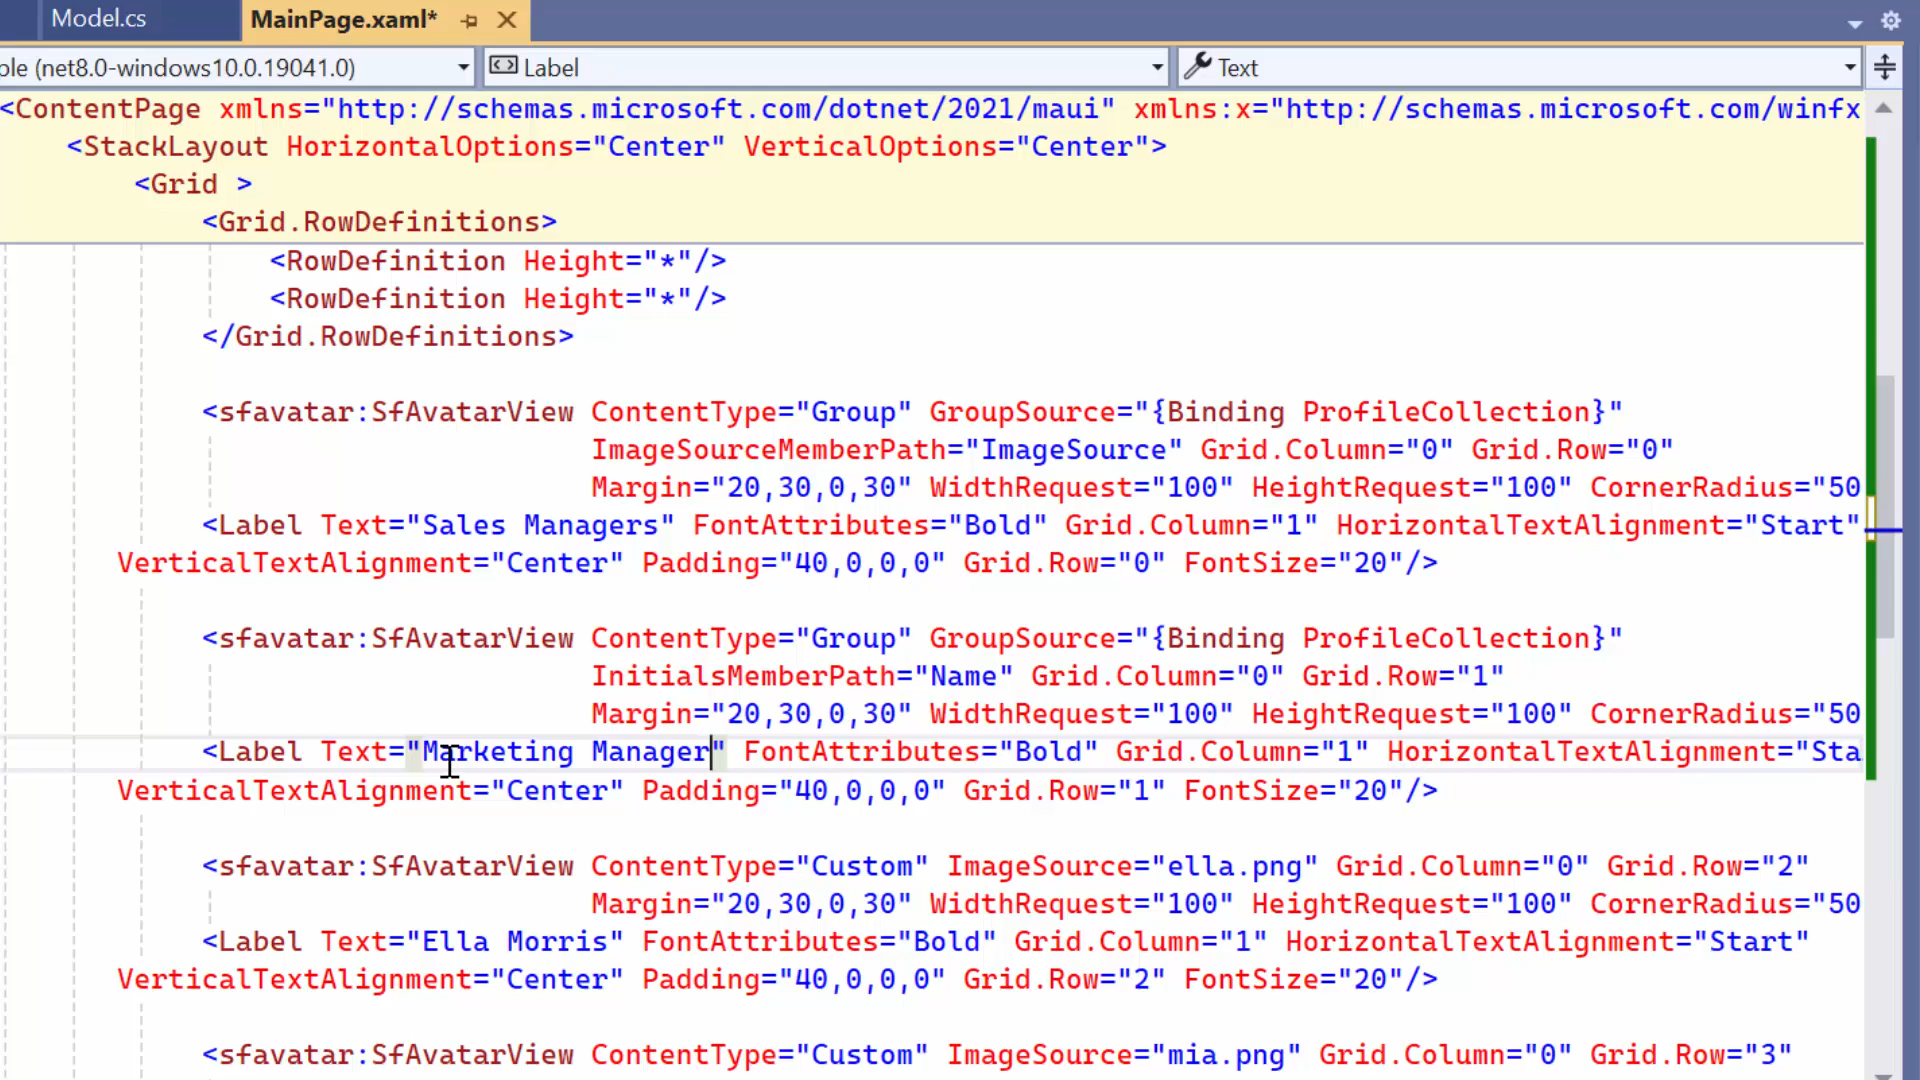 Model.cs MainPage.xaml*
ple (net8.0-windows10.0.19041.0) Label Text
<ContentPage xmlns="http://schemas.microsoft.com/dotnet/2021/maui" xmlns:x="http://schemas.microsoft.com/winfx
<StackLayout HorizontalOptions="Center" VerticalOptions="Center">
<Grid >
<Grid.RowDefinitions>
<RowDefinition Height="*"/>
<RowDefinition Height="*"/>
</Grid.RowDefinitions>
<sfavatar:SfAvatarView ContentType="Group" GroupSource="{Binding ProfileCollection}"
ImageSourceMemberPath="ImageSource" Grid.Column="0" Grid.Row="0"
Margin="20,30,0,30" WidthRequest="100" HeightRequest="100" CornerRadius="50
<Label Text="Sales Managers" FontAttributes="Bold" Grid.Column="1" HorizontalTextAlignment="Start"
VerticalTextAlignment="Center" Padding="40,0,0,0" Grid.Row="0" FontSize="20"/>
<sfavatar:SfAvatarView ContentType="Group" GroupSource="{Binding ProfileCollection}"
InitialsMemberPath="Name" Grid.Column="0" Grid.Row="1"
Margin="20,30,0,30" WidthRequest="100" HeightRequest="100" CornerRadius="50
<Label Text="Marketing Manager" FontAttributes="Bold" Grid.Column="1" HorizontalTextAlignment="Sta
VerticalTextAlignment="Center" Padding="40,0,0,0" Grid.Row="1" FontSize="20"/>
<sfavatar:SfAvatarView ContentType="Custom" ImageSource="ella.png" Grid.Column="0" Grid.Row="2"
Margin="20,30,0,30" WidthRequest="100" HeightRequest="100" CornerRadius="50
<Label Text="Ella Morris" FontAttributes="Bold" Grid.Column="1" HorizontalTextAlignment="Start"
VerticalTextAlignment="Center" Padding="40,0,0,0" Grid.Row="2" FontSize="20"/>
<sfavatar:SfAvatarView ContentType="Custom" ImageSource="mia.png" Grid.Column="0" Grid.Row="3"